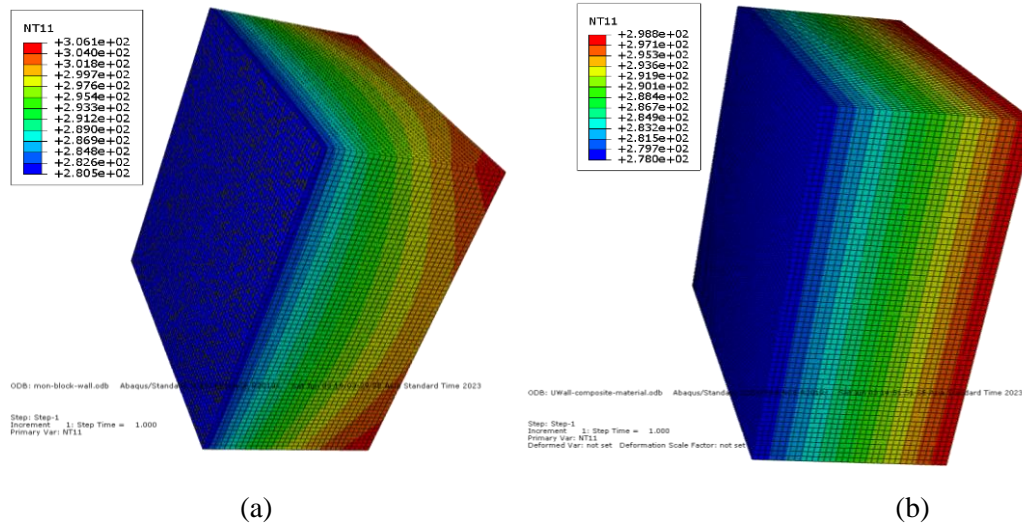 NT11
+3.061e+02
+3.040e+02
+3.018e+02
+2.997e+02
+2.976e+02
+2.954e+02
+2.933e+02
+2.912e+02
+2.890e+02
+2.869e+02
+2.848e+02
+2.826e+02
+2.805e+02
ODB: mon-block-wall.odb Abaqus/Standard Standard Time 2023
Step: Step-1
Increment 1: Step Time = 1.000
Primary Var: NT11
(a)
NT11
+2.988e+02
+2.971e+02
+2.953e+02
+2.936e+02
+2.919e+02
+2.901e+02
+2.884e+02
+2.867e+02
+2.849e+02
+2.832e+02
+2.815e+02
+2.797e+02
+2.780e+02
ODB: UWall-composite-material.odb Abaqus/Standard Time 2023
Step: Step-1
Increment 1: Step Time = 1.000
Primary Var: NT11
Deformed Var: not set Deformation Scale Factor: not set
(b)